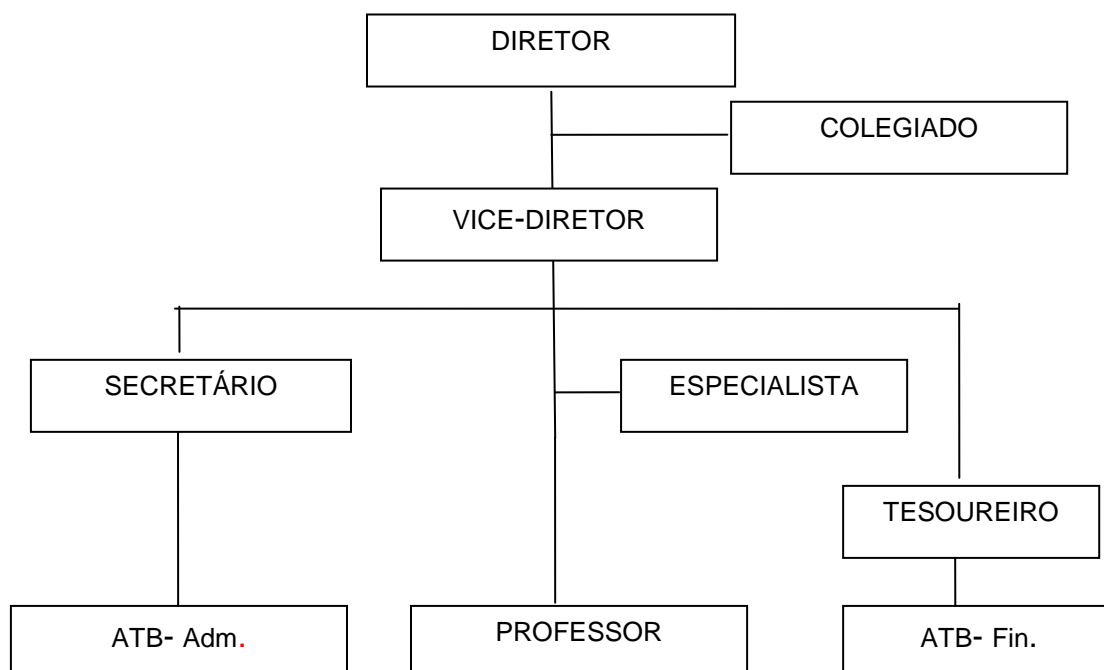 DIRETOR
COLEGIADO
VICE-DIRETOR
SECRETÁRIO
ESPECIALISTA
TESOUREIRO
ATB- Adm.
PROFESSOR
ATB- Fin.